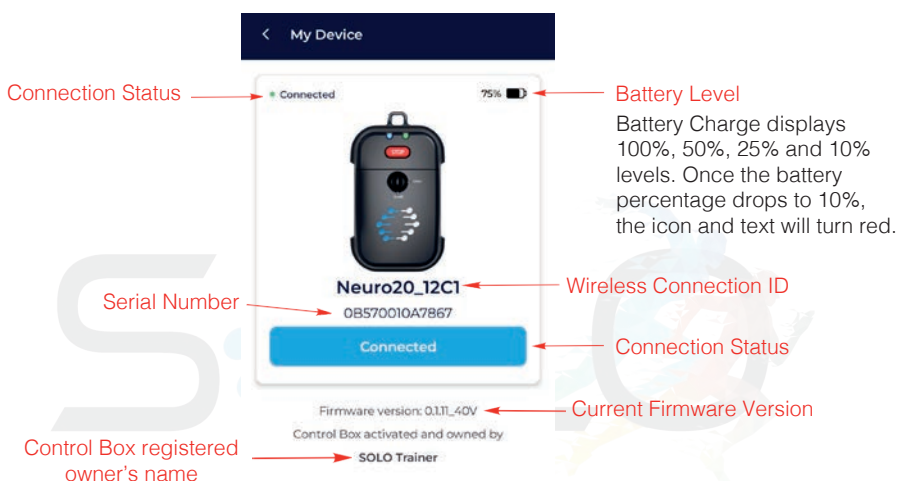 My Device
Connection Status
Connected
75%
Battery Level
Battery Charge displays
100%, 50%, 25% and 10%
levels. Once the battery
percentage drops to 10%,
the icon and text will turn red.
STOP
Neuro20_12C1
Wireless Connection ID
Serial Number
0B570010A7867
Connected
Connection Status
Firmware version: 0.1.11_40V
Current Firmware Version
Control Box activated and owned by
Control Box registered
owner's name
SOLO Trainer